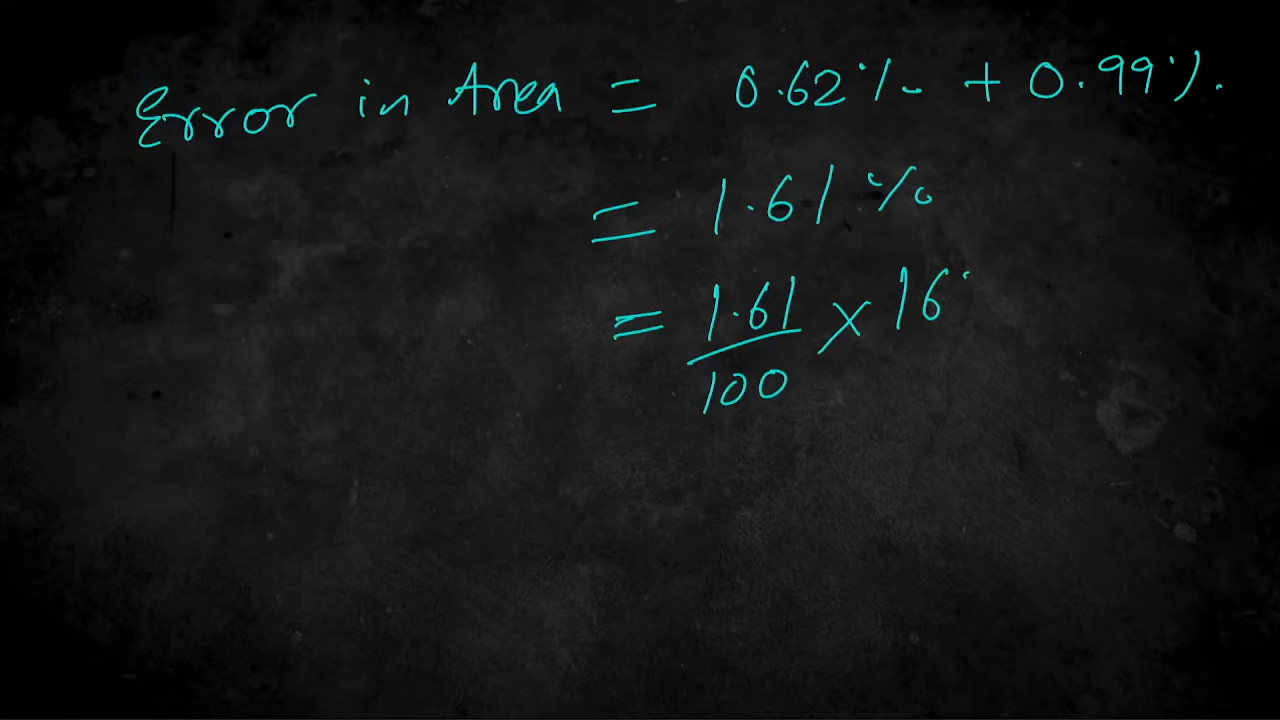 Error in Area = 0.62% + 0.99%.
= 1.61%
= 1.61/100 × 16